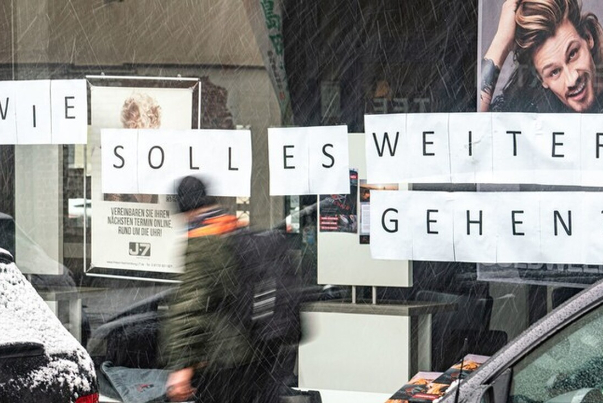 WIE
SOLL ES WEITER
GEHEN
VEREINBAREN SIE IHREN
NÄCHSTEN TERMIN ONLINE.
RUND UM DIE UHR!
J7